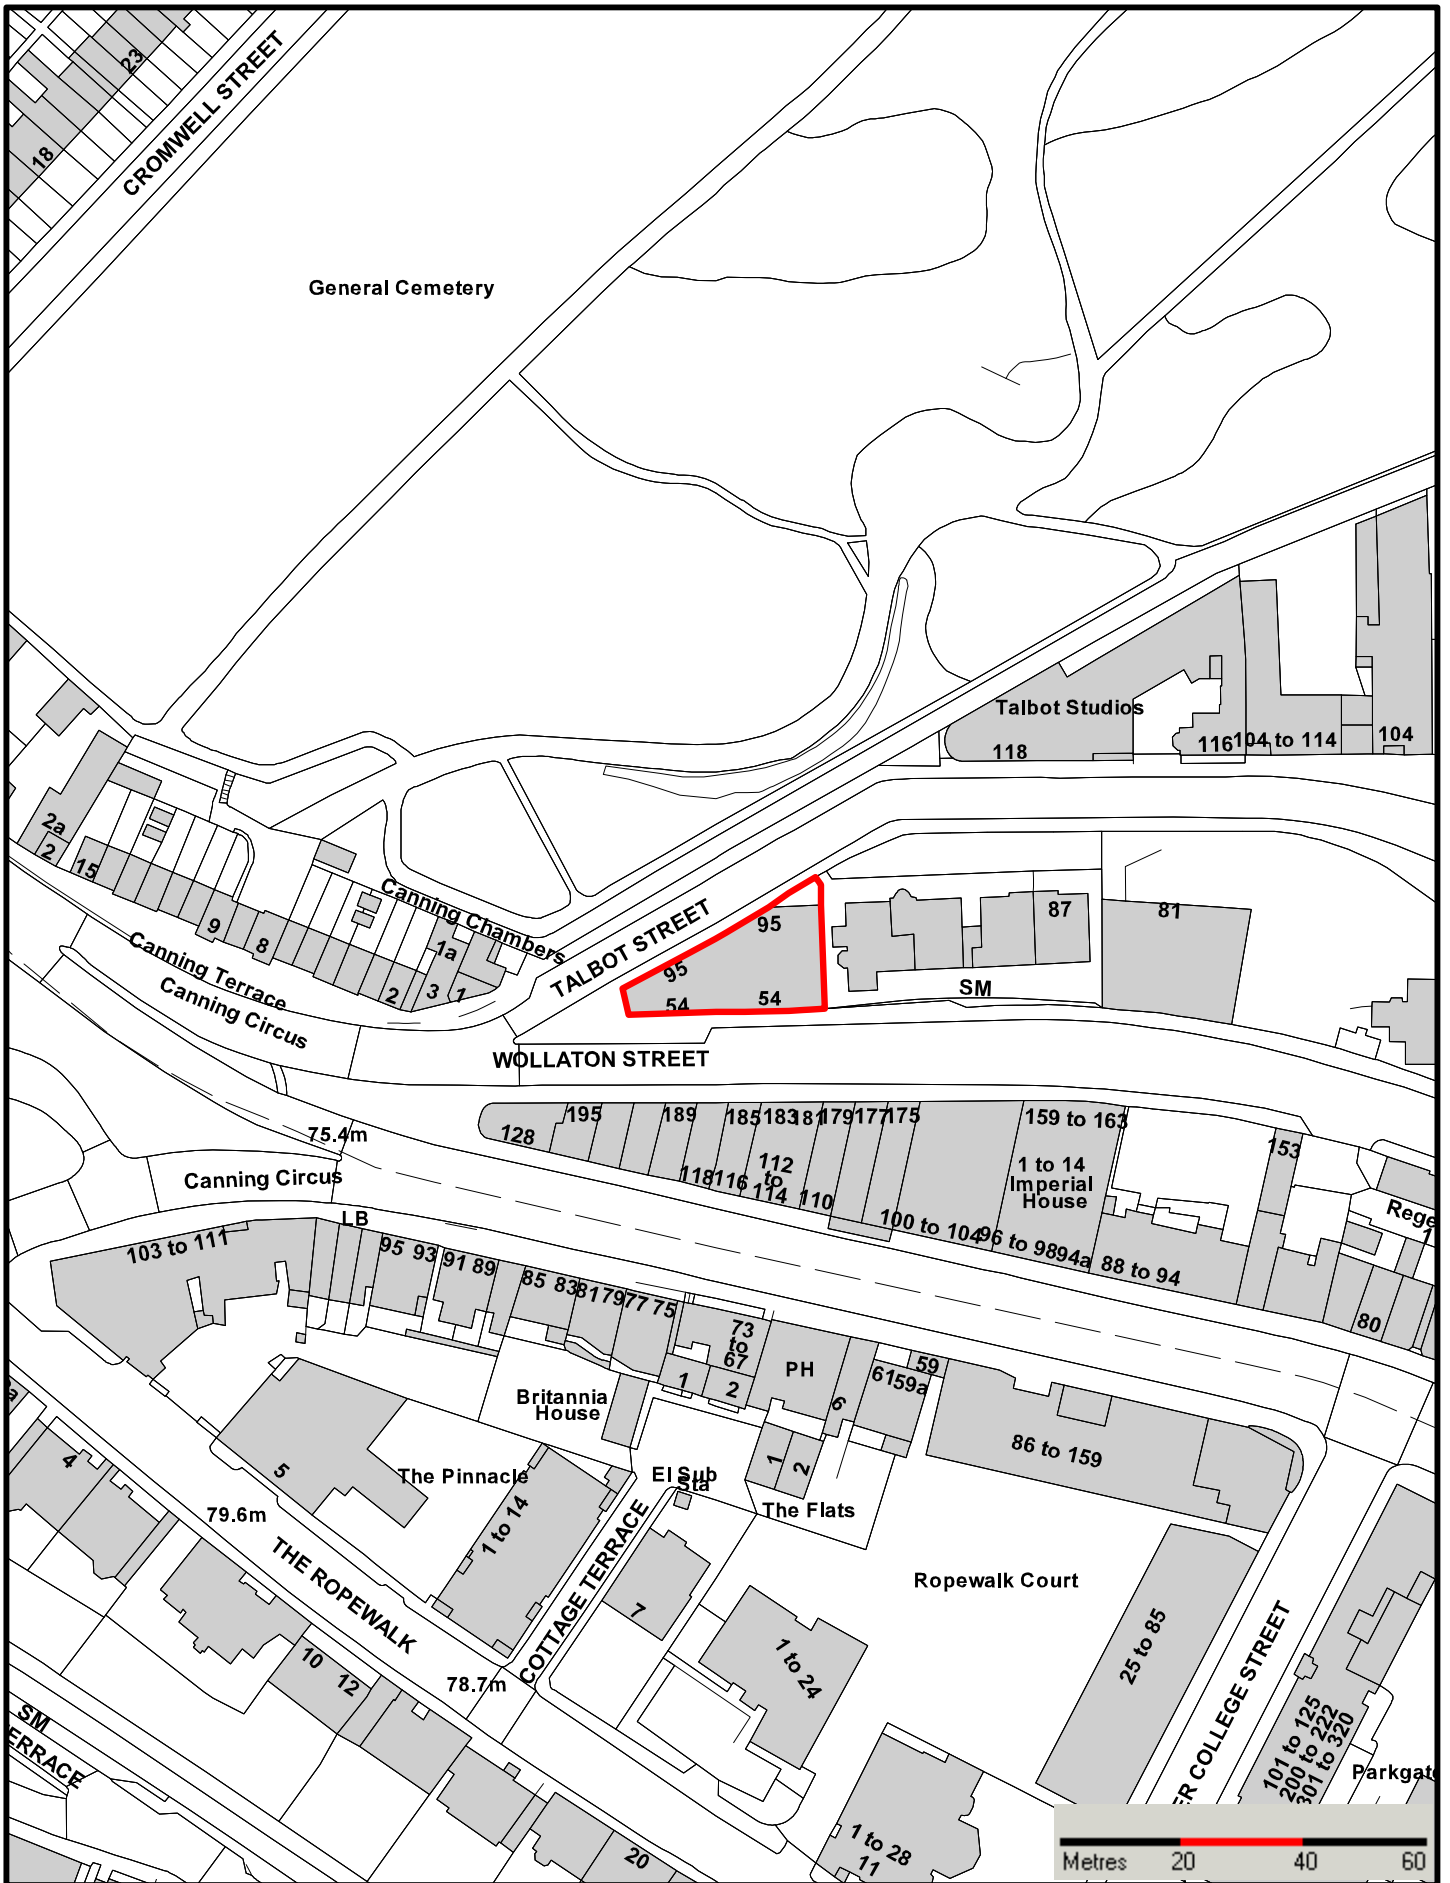 23
18
CROMWELL STREET
General Cemetery
Talbot Studios
118
116
104 to 114
104
2a
2
15
9
8
Canning Chambers
1a
2
3
1
Canning Terrace
Canning Circus
TALBOT STREET
95
95
54
54
87
81
SM
WOLLATON STREET
75.4m
128
195
189
185
183
181
179
177
175
159 to 163
153
118
116
112
to
114
110
100 to 104
1 to 14
Imperial
House
96 to 98
94a
88 to 94
80
Rege
Canning Circus
LB
103 to 111
95
93
91
89
85
83
81
79
77
75
73
to
67
PH
1
2
6
61
59a
59
Britannia
House
86 to 159
4
5
The Pinnacle
1 to 14
El Sub
Sta
1
2
The Flats
79.6m
THE ROPEWALK
COTTAGE TERRACE
7
Ropewalk Court
1 to 24
25 to 85
10
12
78.7m
SM
ERRACE
ER COLLEGE STREET
101 to 125
200 to 222
301 to 320
Parkgat
1 to 28
11
20
Metres
20
40
60